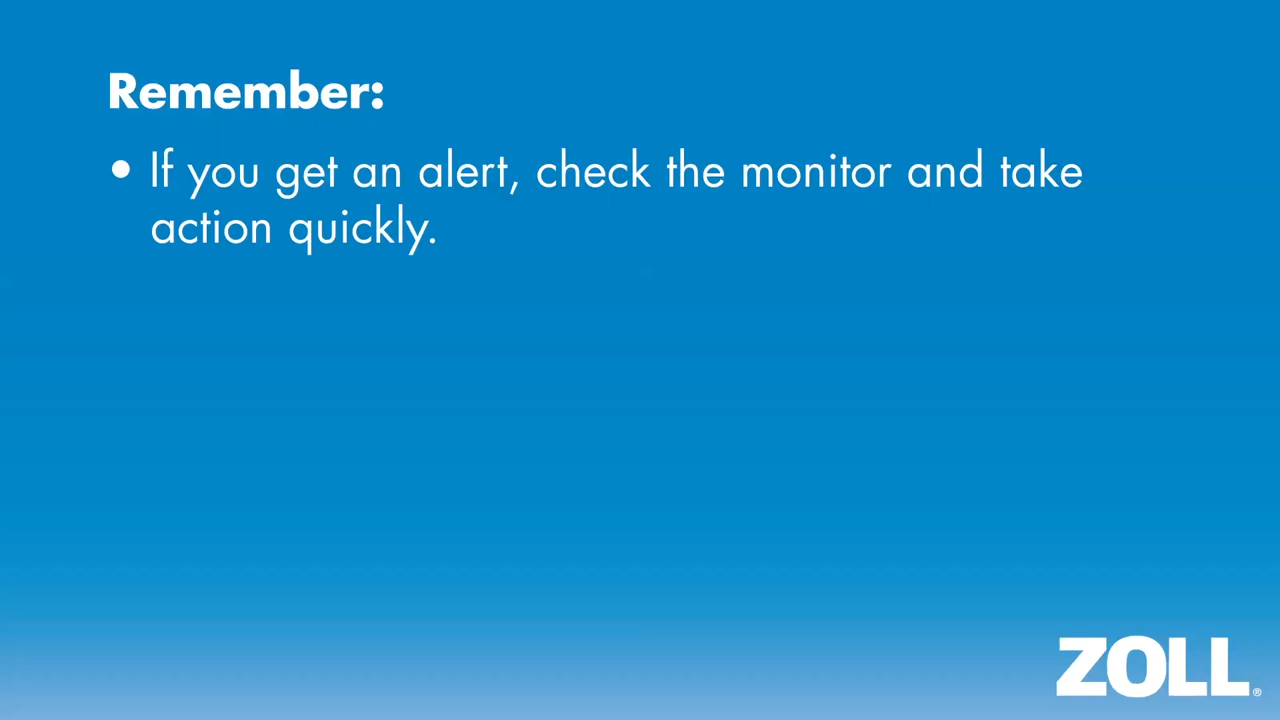 Remember:
• If you get an alert, check the monitor and take
action quickly.
ZOLL®